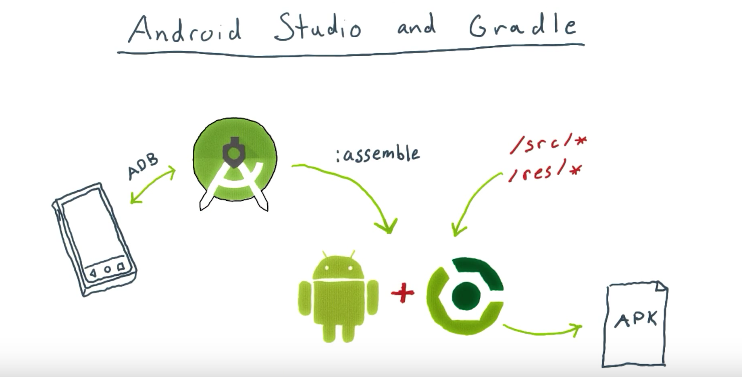 Android Studio and Gradle
ADB
:assemble
/src/*
/res/*
APK